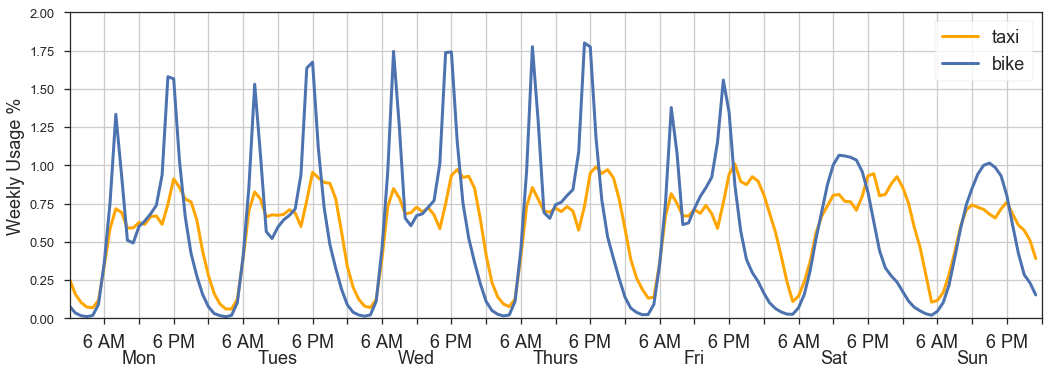 2.00
1.75
1.50
1.25
1.00
0.75
0.50
0.25
0.00
Weekly Usage %
taxi
bike
6 AM 6 PM 6 AM 6 PM 6 AM 6 PM 6 AM 6 PM 6 AM 6 PM 6 AM 6 PM 6 AM 6 PM
Mon Tues Wed Thurs Fri Sat Sun